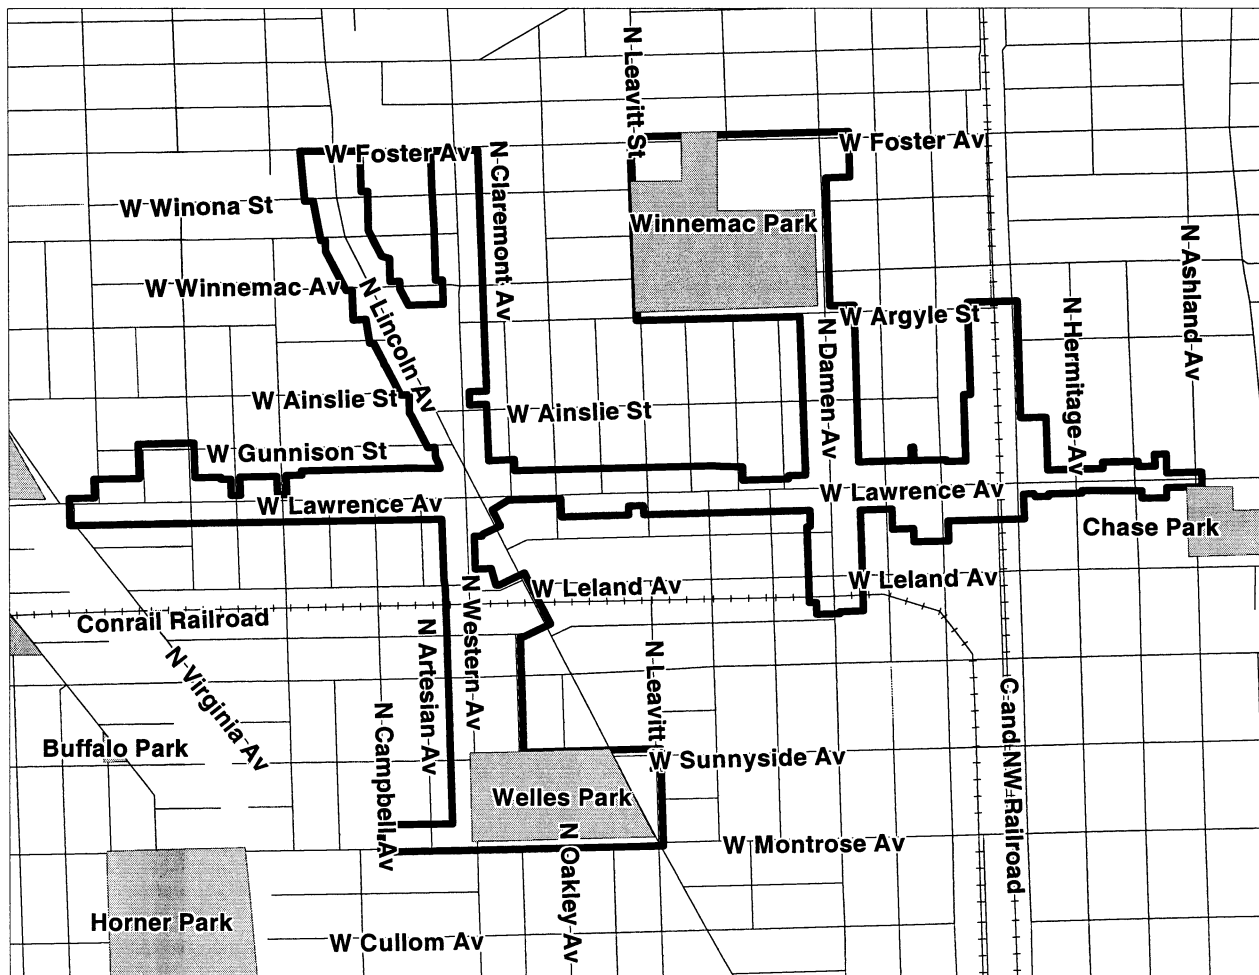 N Leavitt St
W Foster Av
W Foster Av
N Claremont Av
W Winona St
Winnemac Park
N Ashland Av
W Winnemac Av
N Lincoln Av
W Argyle St
N Hermitage Av
N Damen Av
W Ainslie St
W Ainslie St
W Gunnison St
W Lawrence Av
W Lawrence Av
Chase Park
W Leland Av
W Leland Av
Conrail Railroad
N Western Av
N Artesian Av
N Virginia Av
N Leavitt
C and NW Railroad
N Campbell Av
Buffalo Park
W Sunnyside Av
Welles Park
N Oakley Av
W Montrose Av
Horner Park
W Cullom Av